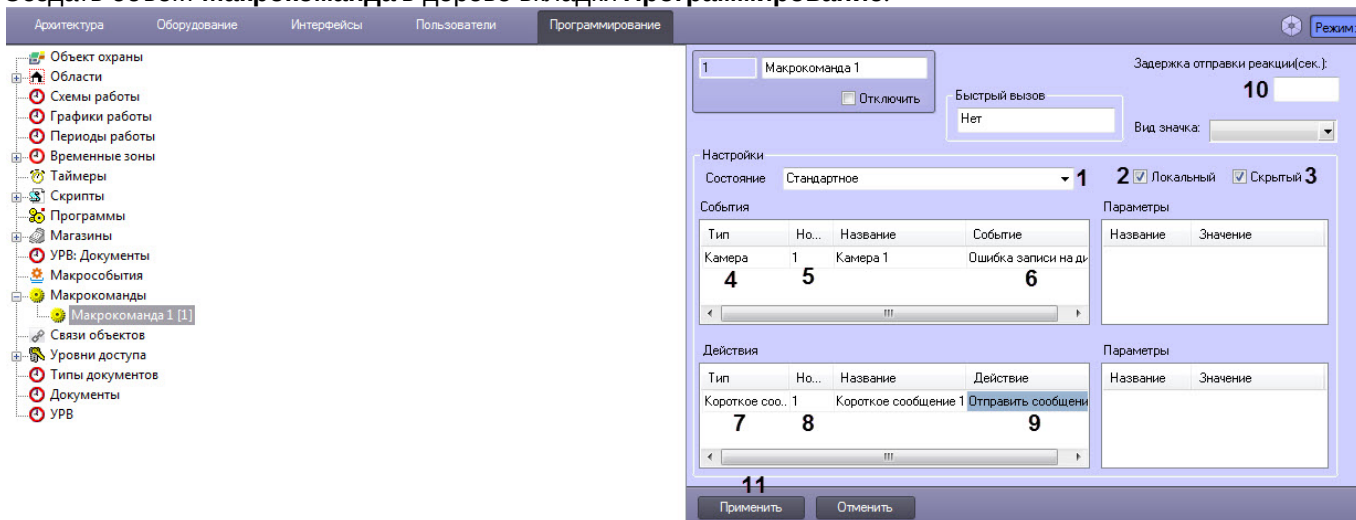 Создать объект Макрокоманда в дереве вкладки Программирование.
Архитектура Оборудование Интерфейсы Пользователи Программирование Режим:
Объект охраны
Области
Схемы работы
Графики работы
Периоды работы
Временные зоны
Таймеры
Скрипты
Программы
Магазины
УРВ: Документы
Макрособытия
Макрокоманды
Макрокоманда 1 [1]
Связи объектов
Уровни доступа
Типы документов
Документы
УРВ
1 Макрокоманда 1
Отключить
Быстрый вызов
Нет
Задержка отправки реакции(сек.):
10
Вид значка:
Настройки
Состояние Стандартное 1 2 Локальный Скрытый 3
События
Тип Но... Название Событие
Камера 1 Камера 1 Ошибка записи на ди
4 5 6
Параметры
Название Значение
Действия
Тип Но... Название Действие
Короткое соо.. 1 Короткое сообщение 1 Отправить сообщени
7 8 9
Параметры
Название Значение
11
Применить Отменить